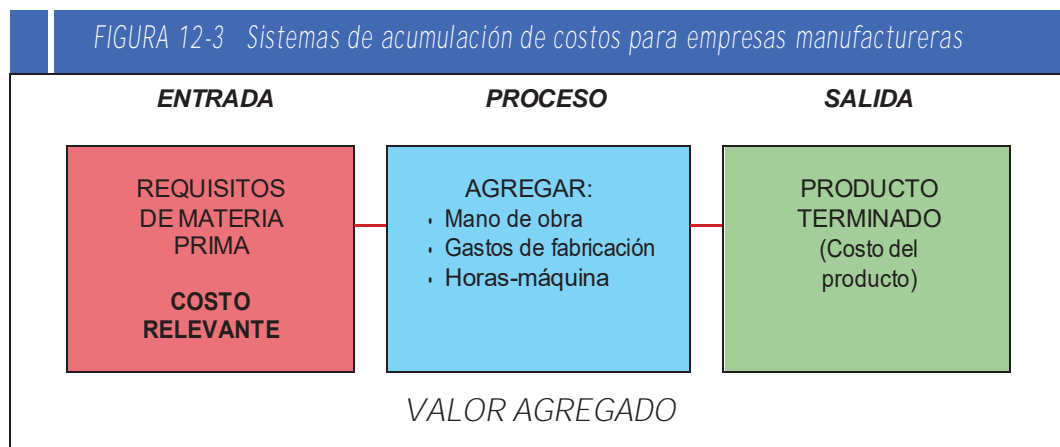 FIGURA 12-3 Sistemas de acumulación de costos para empresas manufactureras
ENTRADA
PROCESO
SALIDA
REQUISITOS
DE MATERIA
PRIMA
COSTO
RELEVANTE
AGREGAR:
• Mano de obra
• Gastos de fabricación
• Horas-máquina
PRODUCTO
TERMINADO
(Costo del
producto)
VALOR AGREGADO